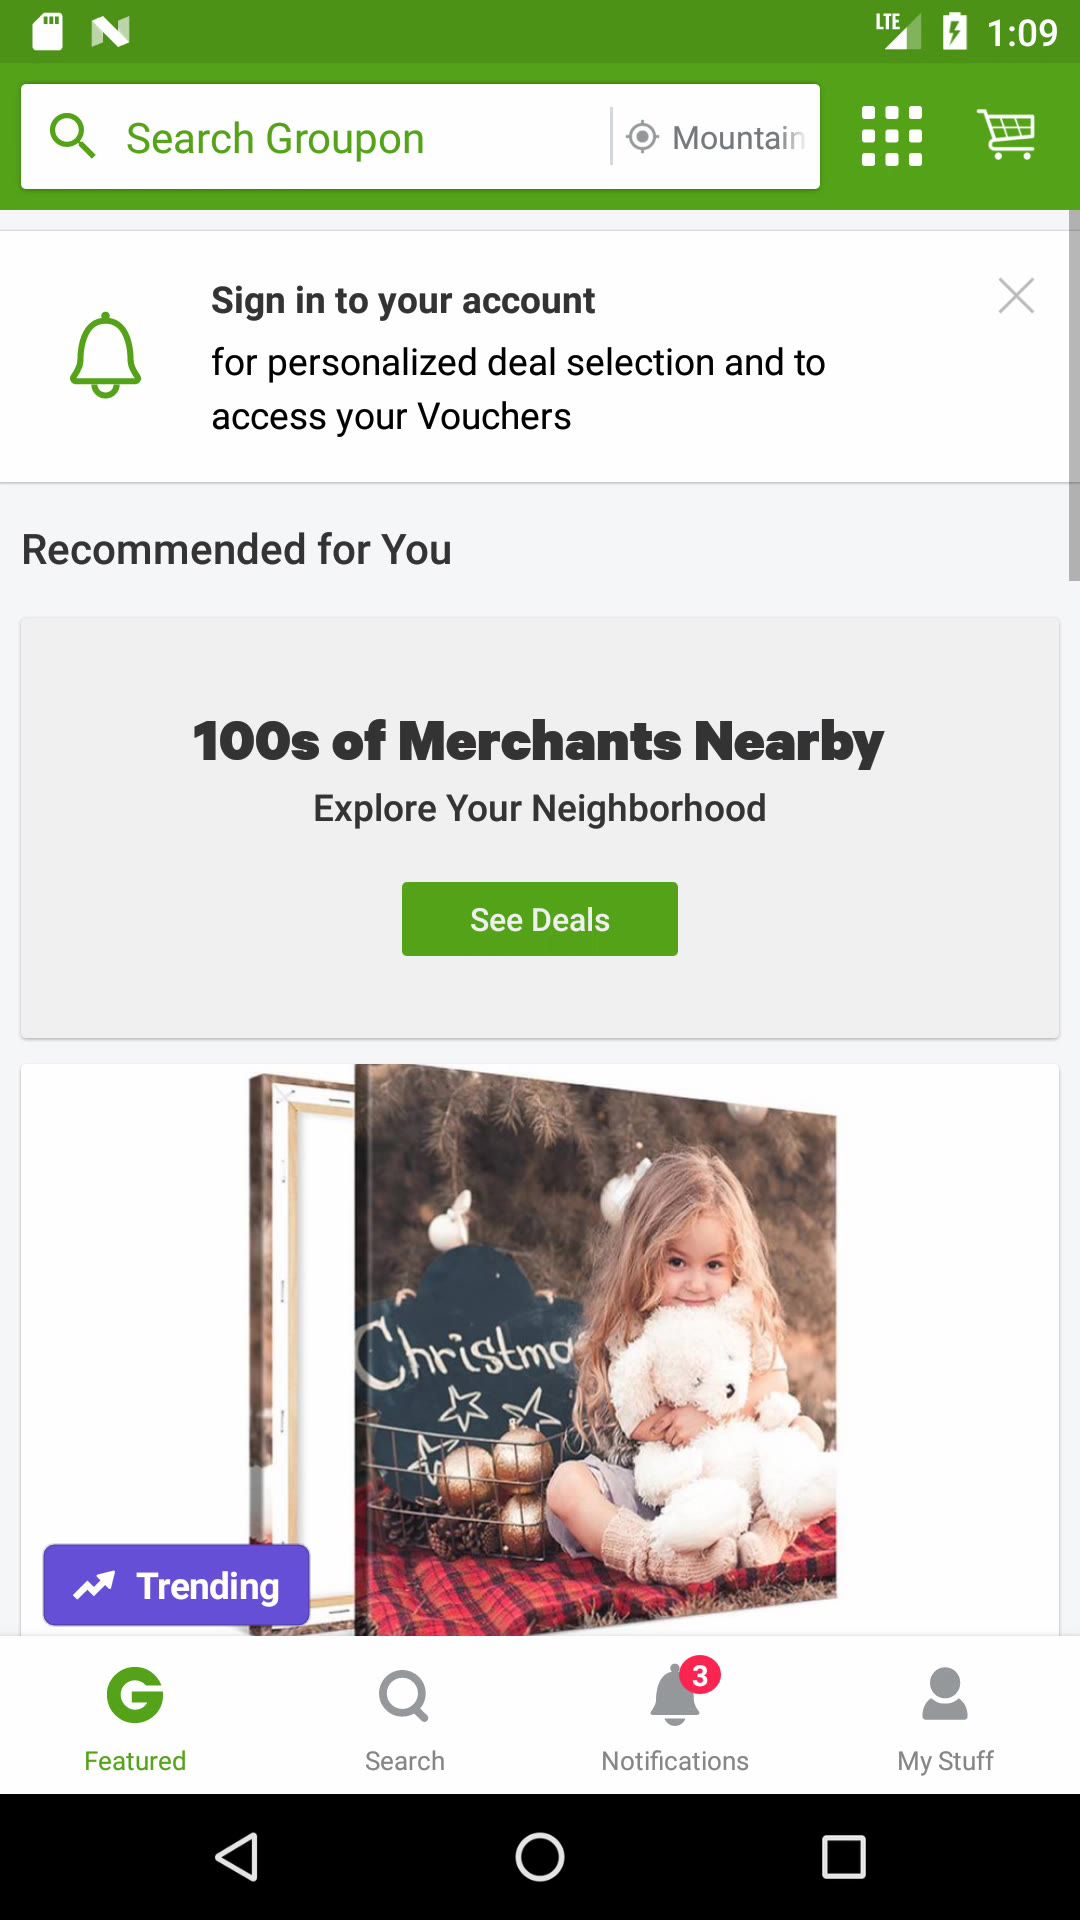 LTE 1:09
Search Groupon Mountain
Sign in to your account
for personalized deal selection and to
access your Vouchers
Recommended for You
100s of Merchants Nearby
Explore Your Neighborhood
See Deals
Christma
Trending
3
Featured Search Notifications My Stuff